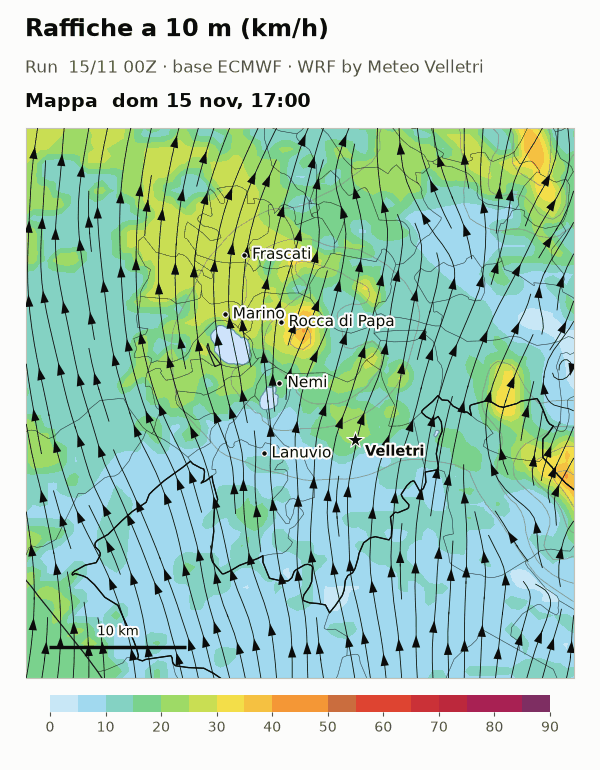 Raffiche a 10 m (km/h)
Run  15/11 00Z · base ECMWF · WRF by Meteo Velletri
Mappa  dom 15 nov, 17:00
Frascati
Marino
Rocca di Papa
Nemi
Velletri
Lanuvio
10 km
0 10 20 30 40 50 60 70 80 90